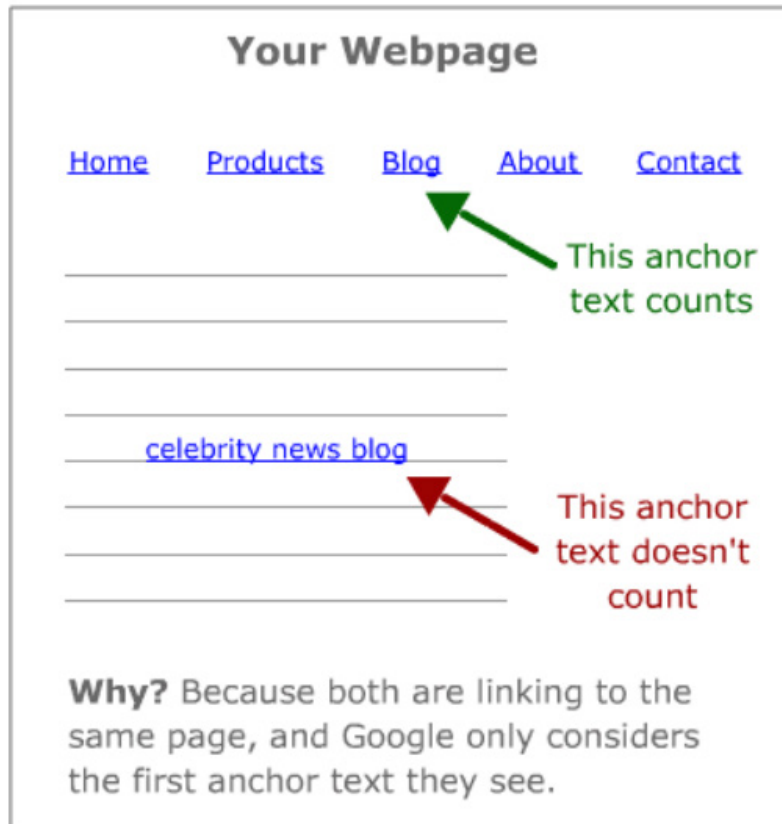 Your Webpage
Home Products Blog About Contact
This anchor
text counts
celebrity news blog
This anchor
text doesn't
count
Why? Because both are linking to the
same page, and Google only considers
the first anchor text they see.